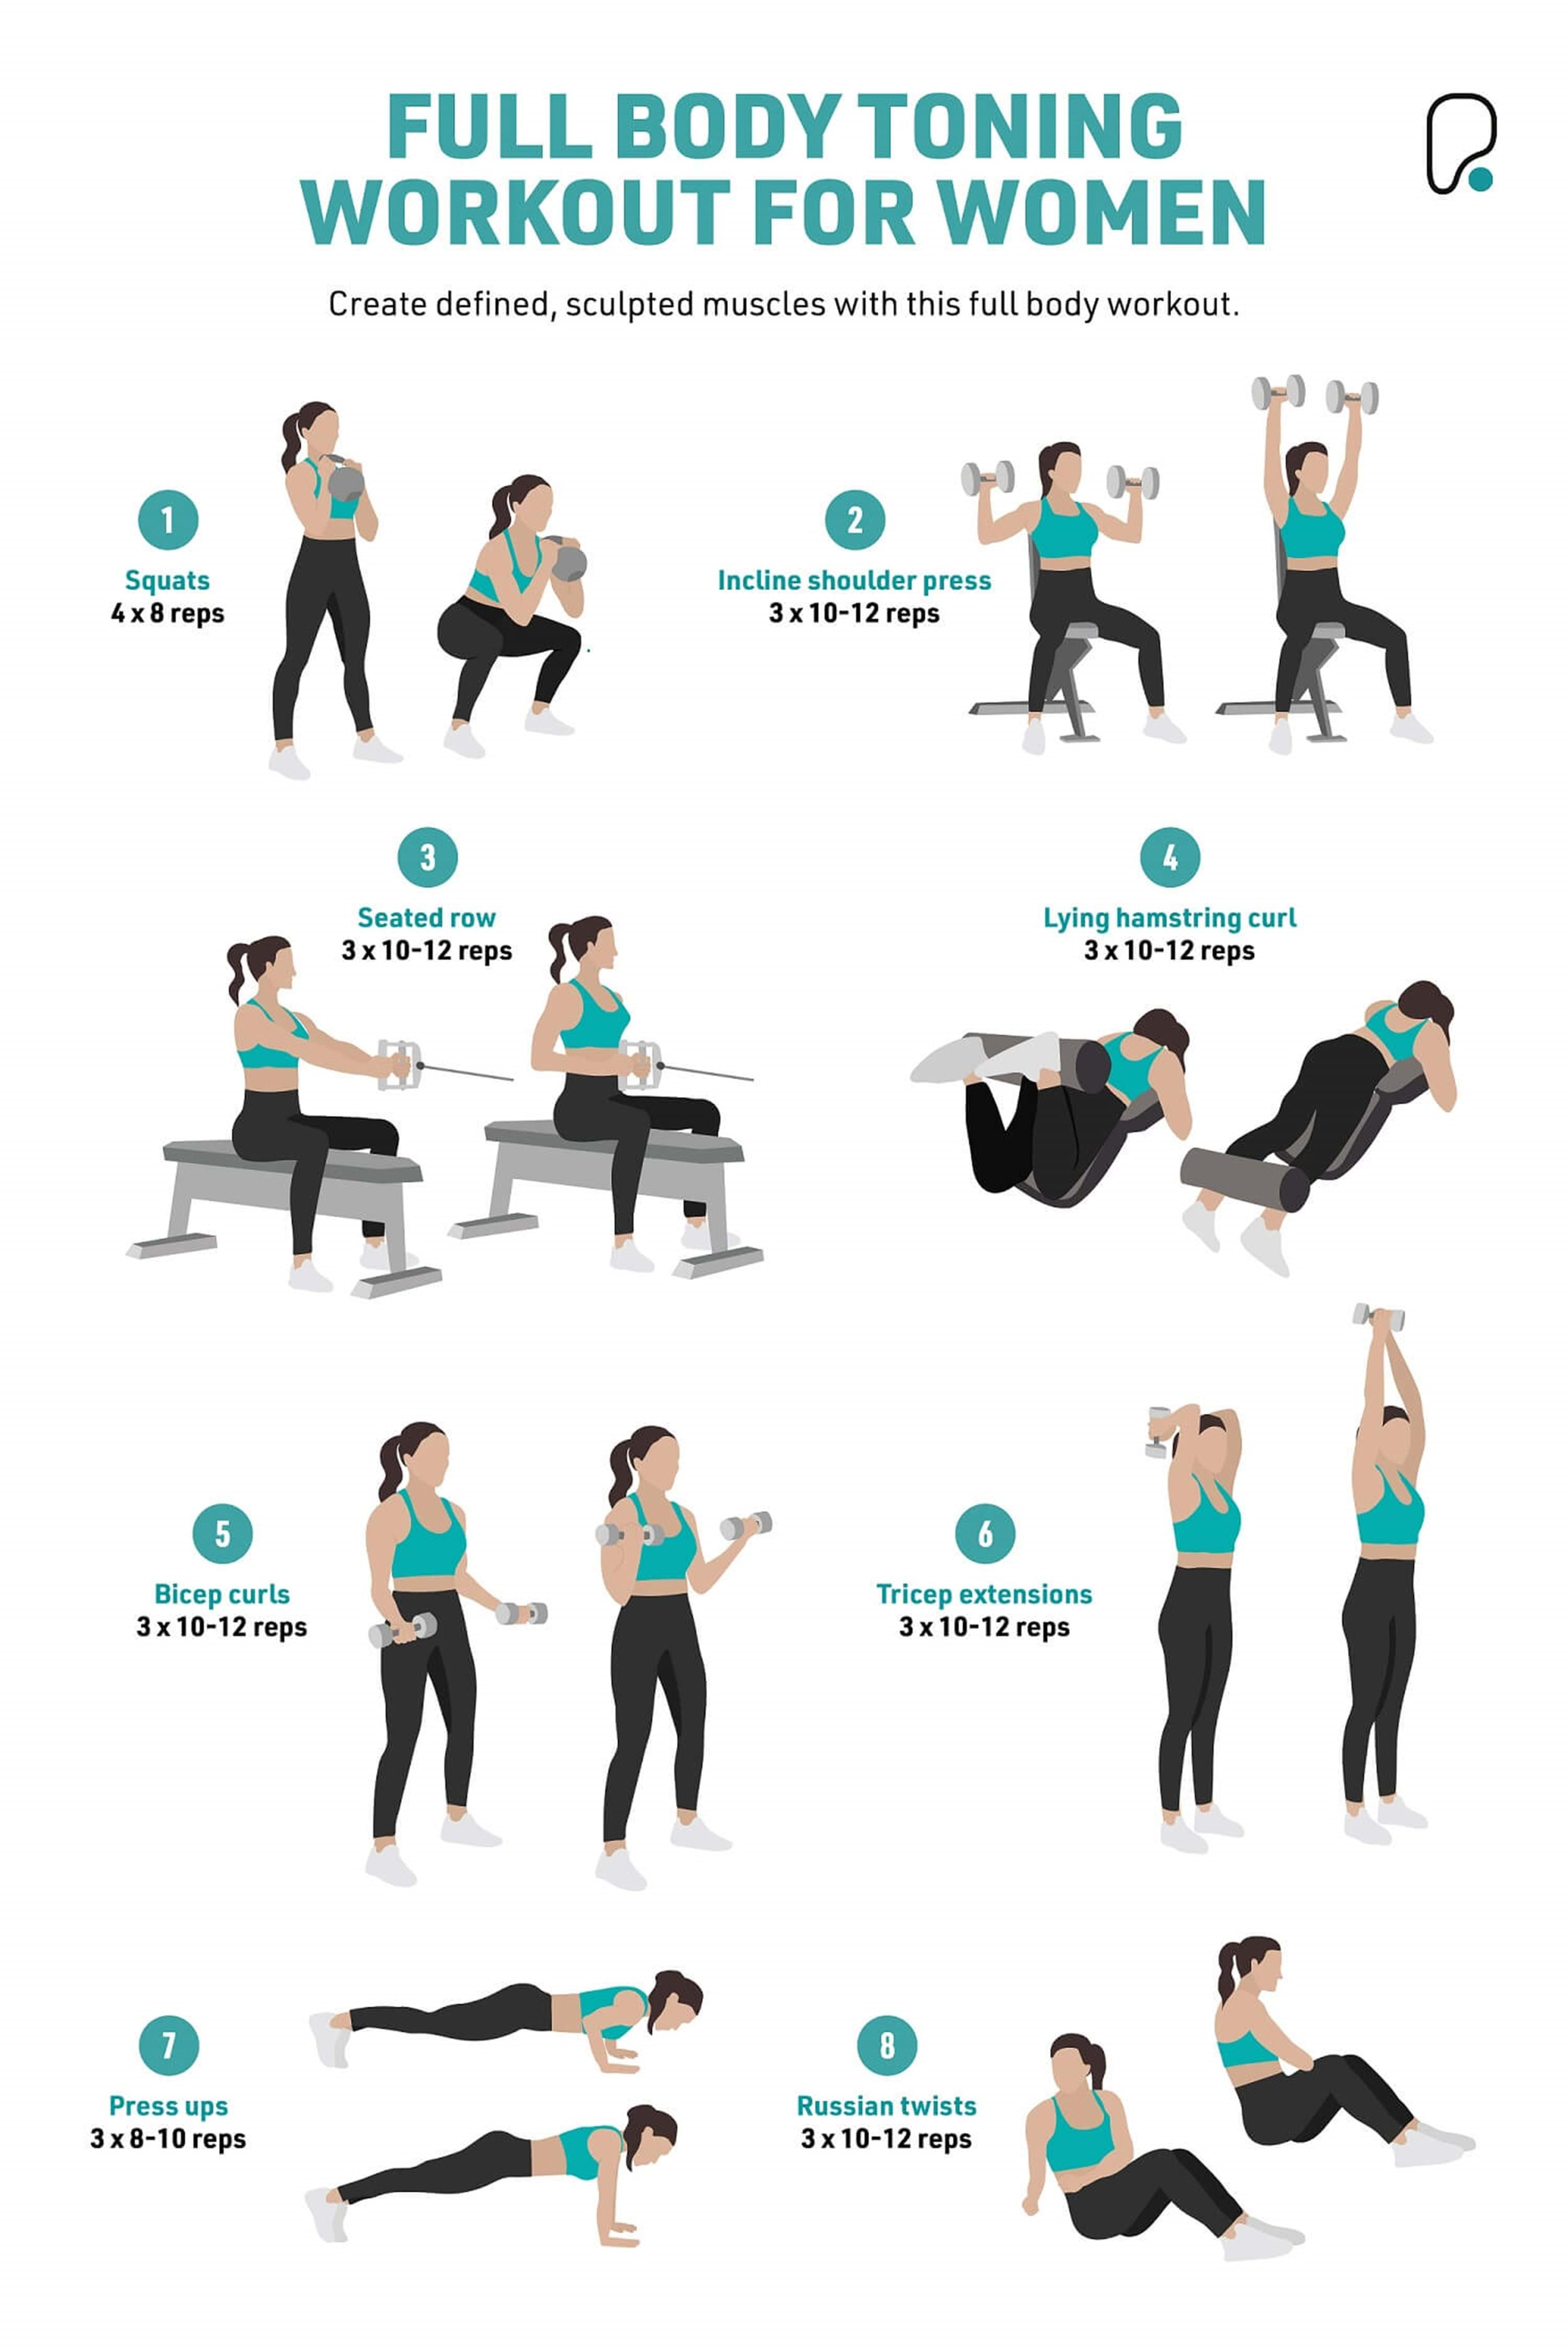 FULL BODY TONING
WORKOUT FOR WOMEN
Create defined, sculpted muscles with this full body workout.
1
Squats
4 x 8 reps
2
Incline shoulder press
3 x 10-12 reps
3
Seated row
3 x 10-12 reps
4
Lying hamstring curl
3 x 10-12 reps
5
Bicep curls
3 x 10-12 reps
6
Tricep extensions
3 x 10-12 reps
7
Press ups
3 x 8-10 reps
8
Russian twists
3 x 10-12 reps